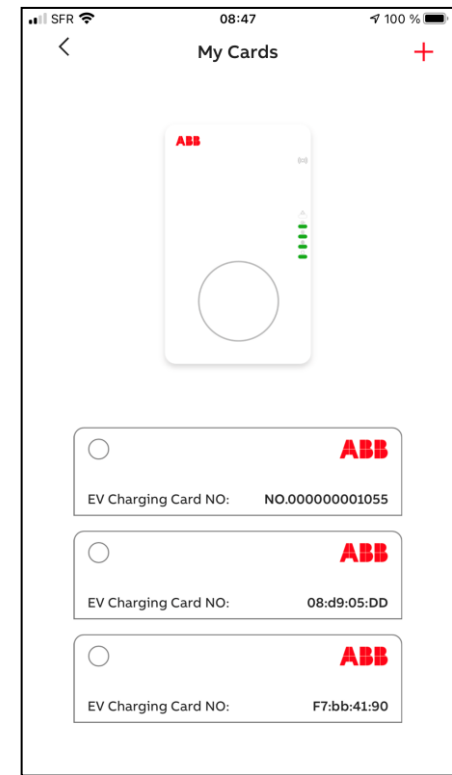 SFR 08:47 100 %
My Cards
ABB
ABB
EV Charging Card NO: NO.000000001055
ABB
EV Charging Card NO: 08:d9:05:DD
ABB
EV Charging Card NO: F7:bb:41:90